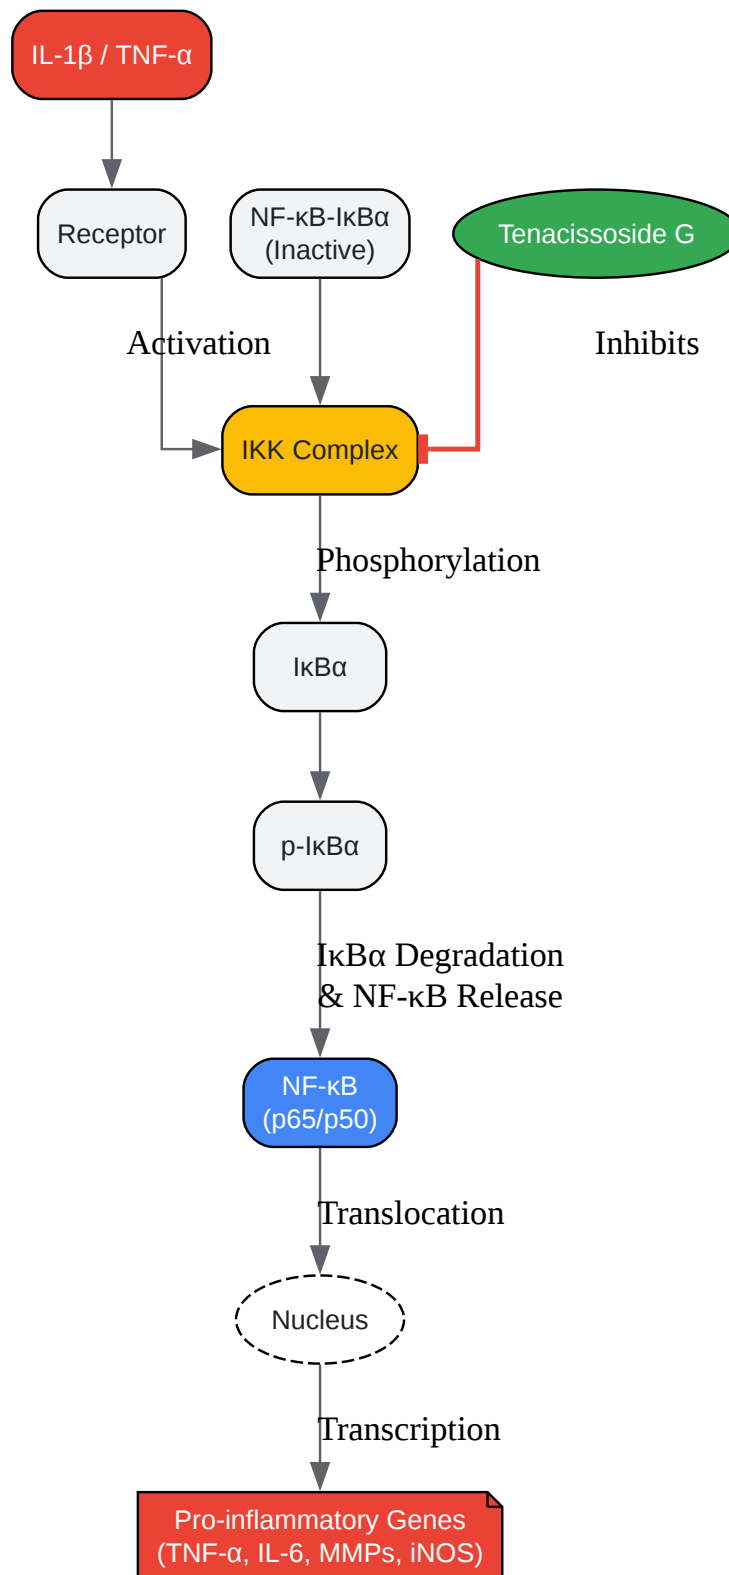 IL-1β / TNF-α
Receptor
NF-κB-IκBα
(Inactive)
Tenacissoside G
Activation
Inhibits
IKK Complex
Phosphorylation
IκBα
p-IκBα
IκBα Degradation
& NF-κB Release
NF-κB
(p65/p50)
Translocation
Nucleus
Transcription
Pro-inflammatory Genes
(TNF-α, IL-6, MMPs, iNOS)